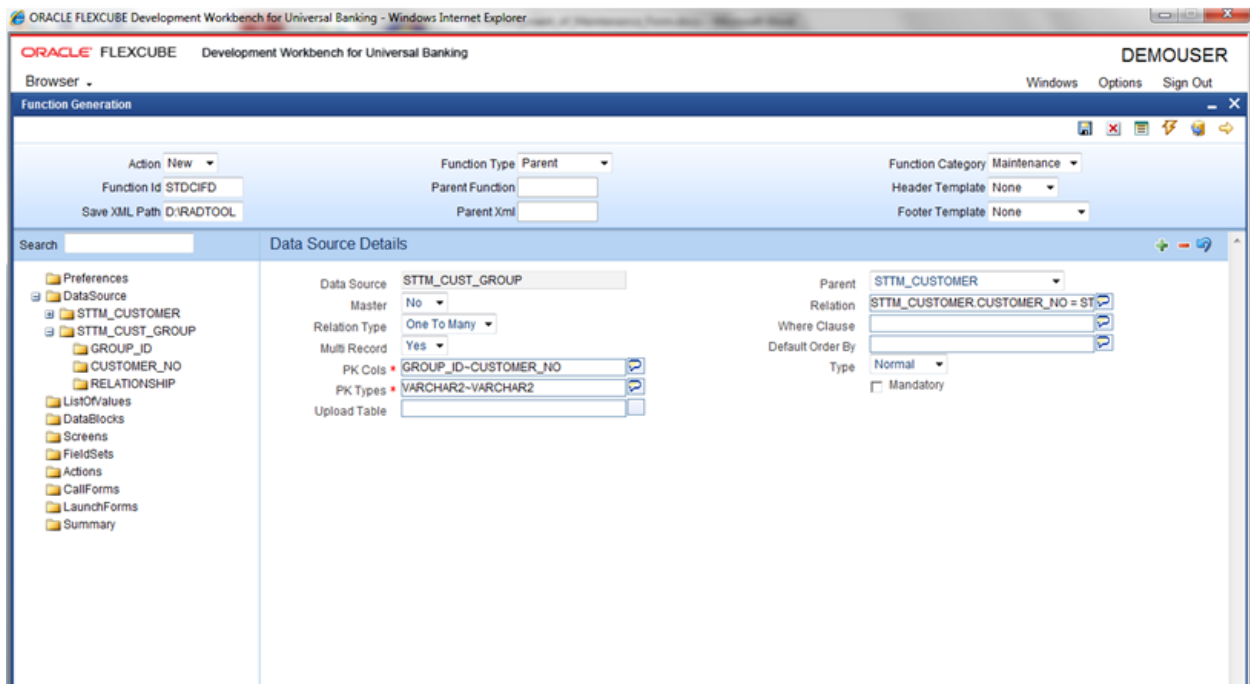 ORACLE FLEXCUBE Development Workbench for Universal Banking - Windows Internet Explorer
ORACLE FLEXCUBE Development Workbench for Universal Banking
DEMOUSER
Browser
Windows Options Sign Out
Function Generation
Action New Function Type Parent Function Category Maintenance
Function Id STDCIFD Parent Function Header Template None
Save XML Path D:\RADTOOL Parent Xml Footer Template None
Search
Data Source Details
Preferences
DataSource
STTM_CUSTOMER
STTM_CUST_GROUP
GROUP_ID
CUSTOMER_NO
RELATIONSHIP
ListOfValues
DataBlocks
Screens
FieldSets
Actions
CallForms
LaunchForms
Summary
Data Source STTM_CUST_GROUP
Master No
Relation Type One To Many
Multi Record Yes
PK Cols * GROUP_ID~CUSTOMER_NO
PK Types * VARCHAR2~VARCHAR2
Upload Table
Parent STTM_CUSTOMER
Relation STTM_CUSTOMER.CUSTOMER_NO = ST
Where Clause
Default Order By
Type Normal
Mandatory